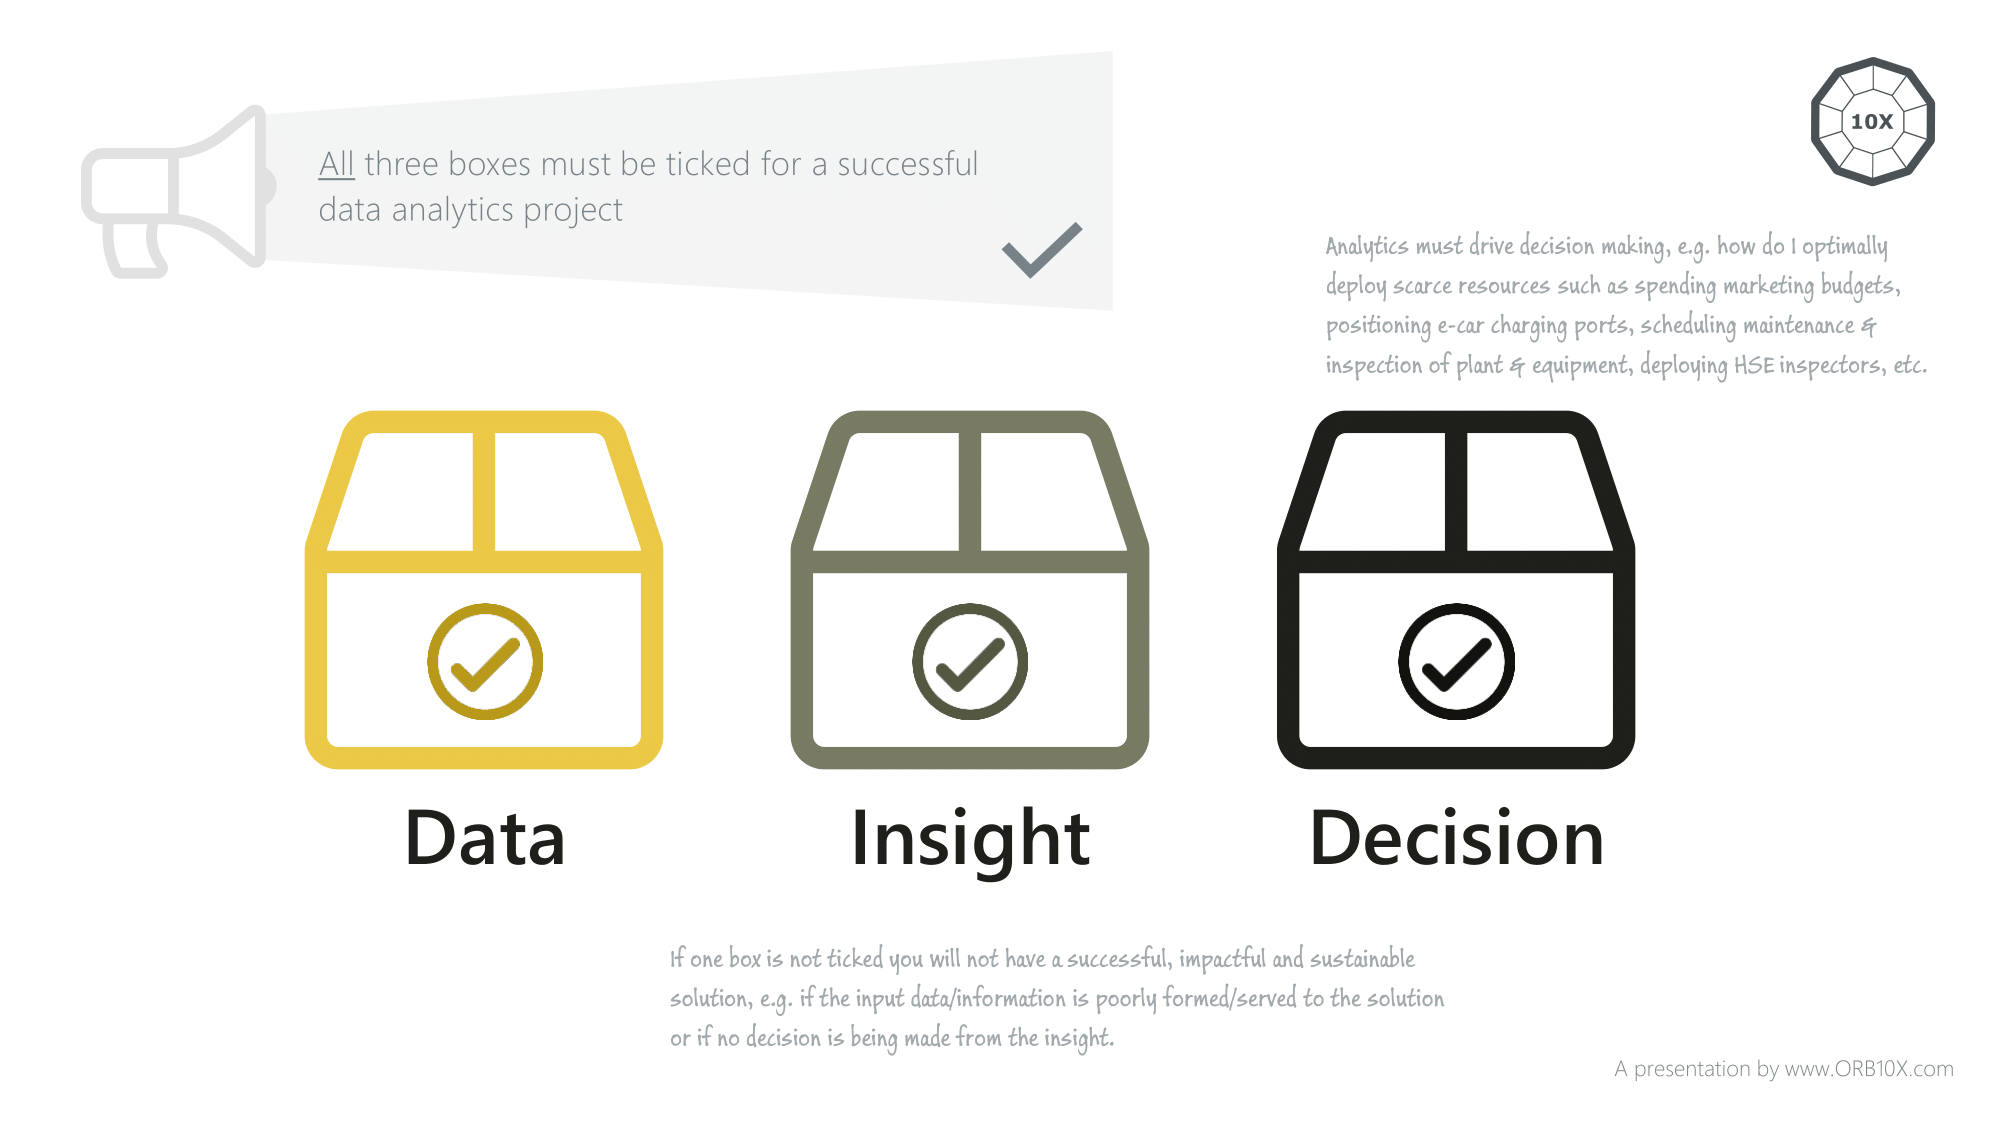 All three boxes must be ticked for a successful
data analytics project
10X
Analytics must drive decision making, e.g. how do I optimally
deploy scarce resources such as spending marketing budgets,
positioning e-car charging ports, scheduling maintenance &
inspection of plant & equipment, deploying HSE inspectors, etc.
Data
Insight
Decision
If one box is not ticked you will not have a successful, impactful and sustainable
solution, e.g. if the input data/information is poorly formed/served to the solution
or if no decision is being made from the insight.
A presentation by www.ORB10X.com